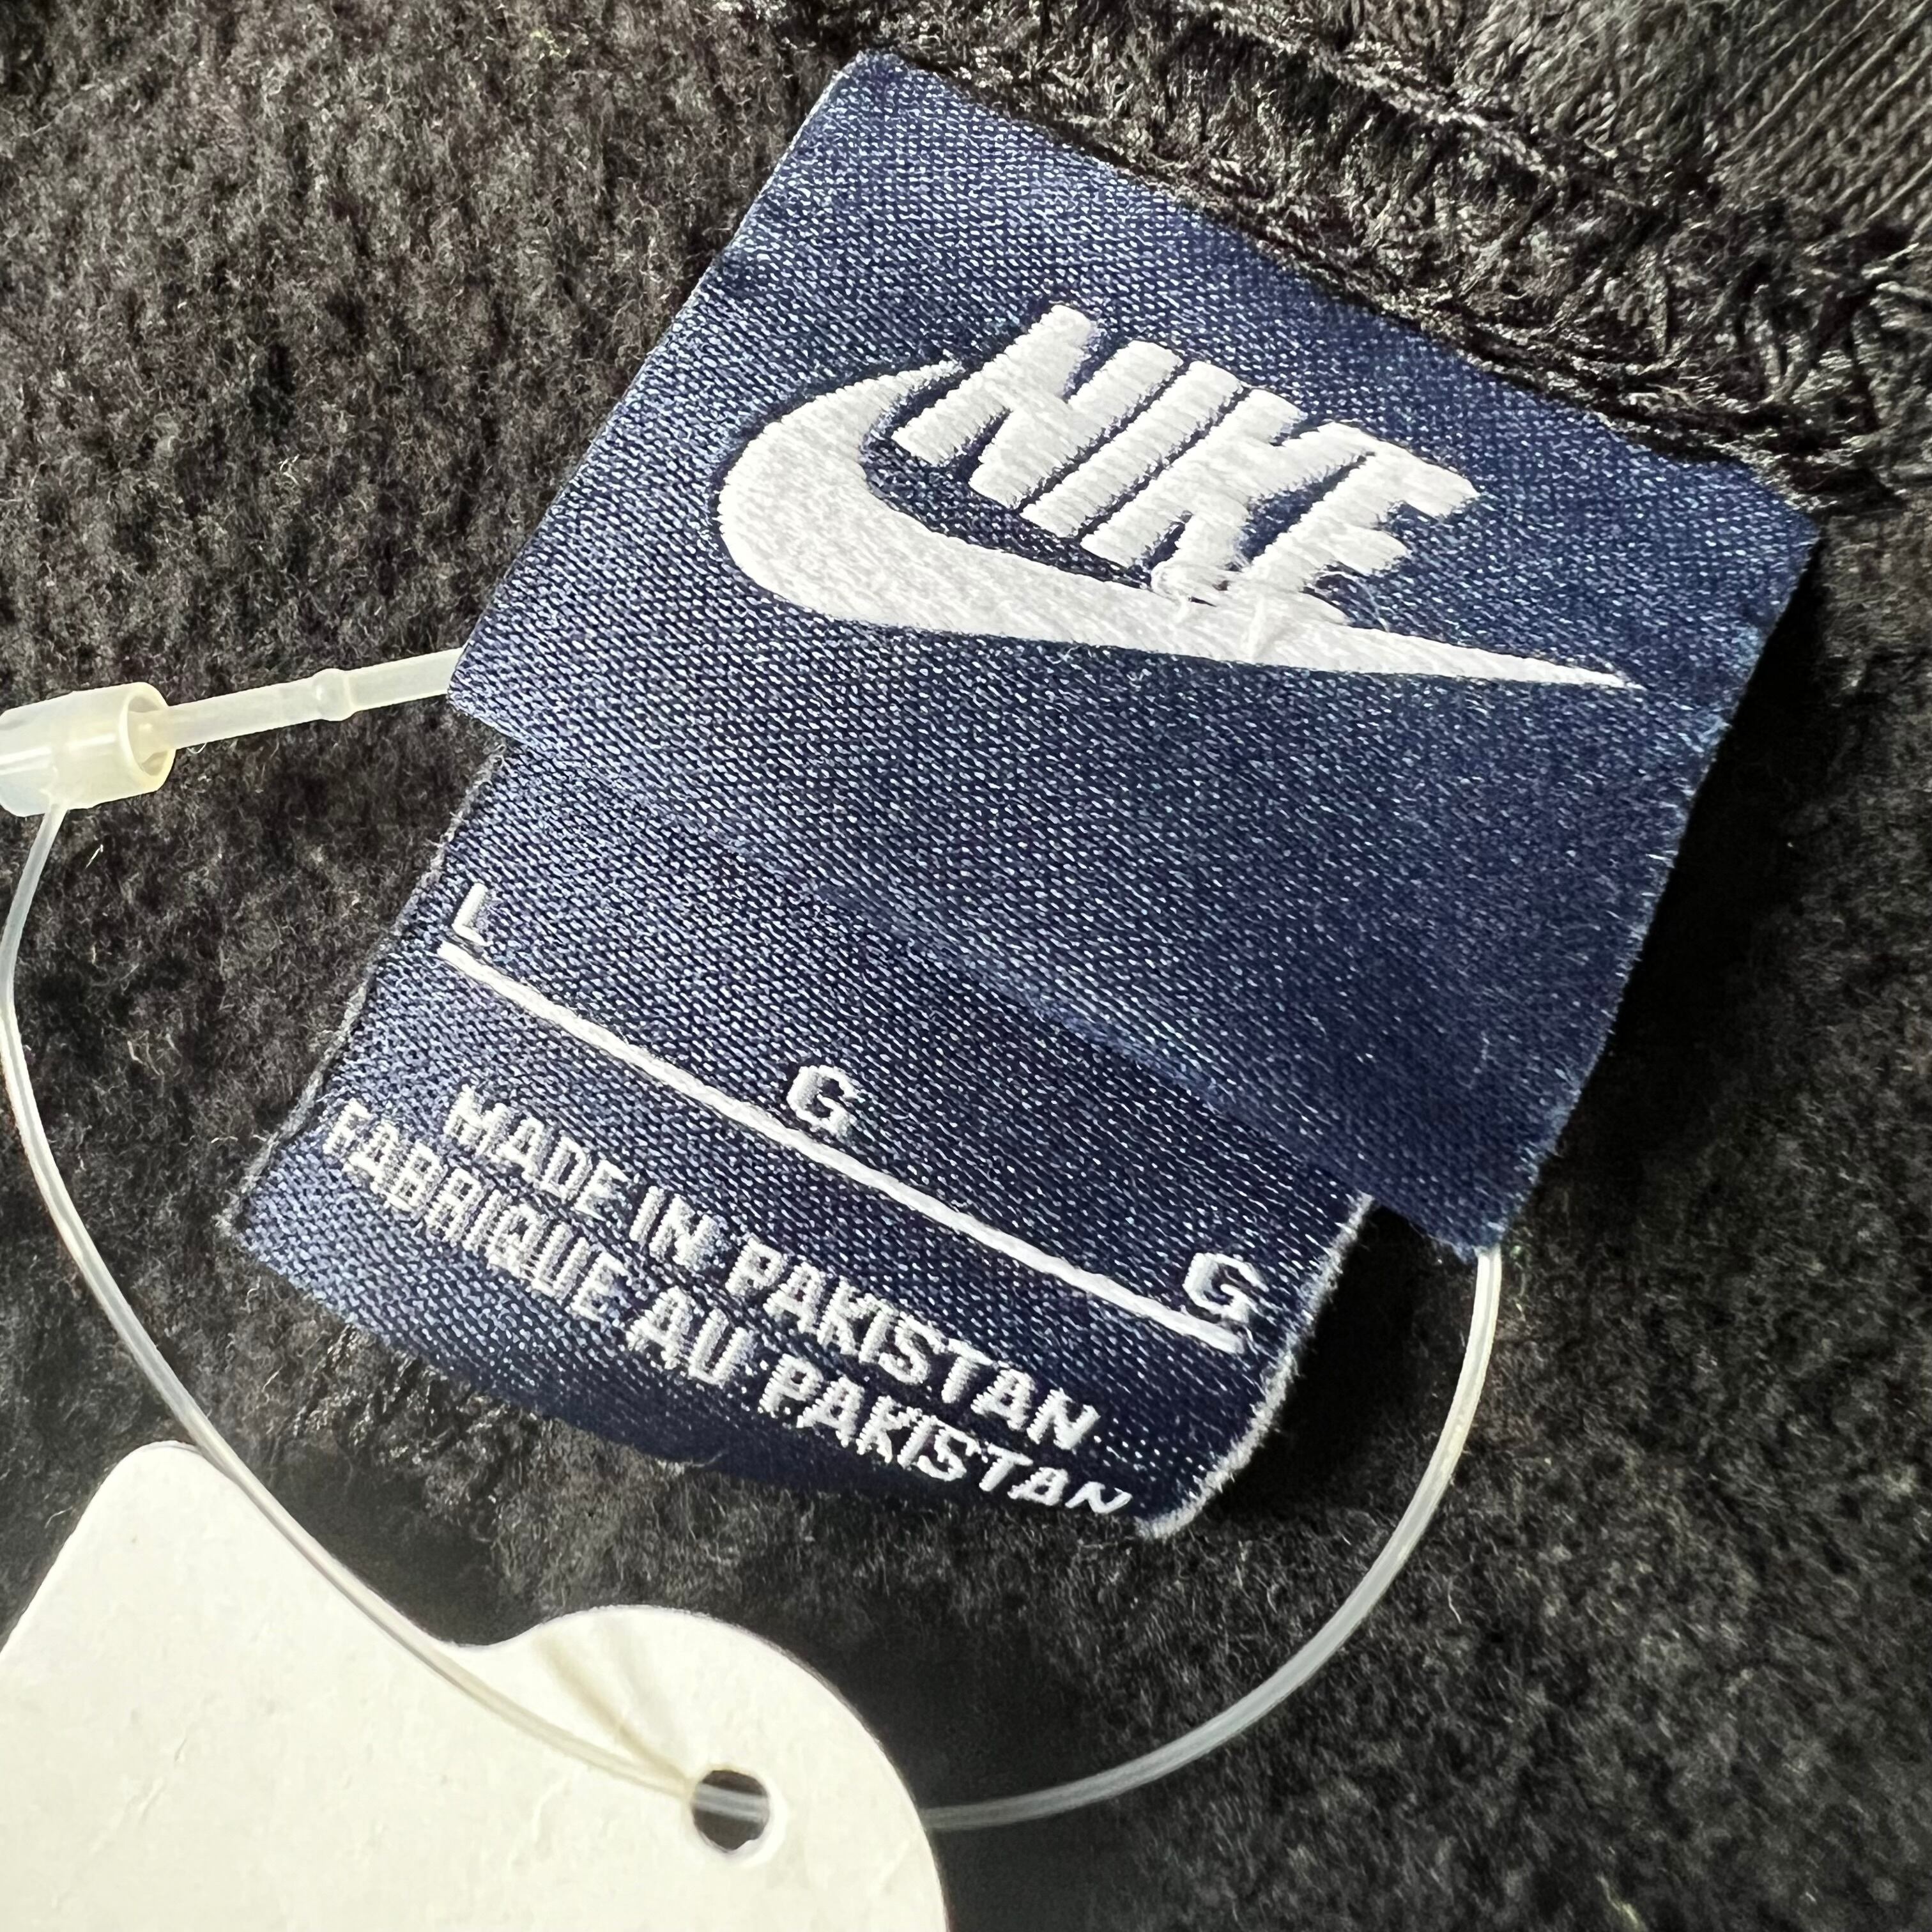 NIKE
L G G
MADE IN PAKISTAN
FABRIQUE AU PAKISTAN